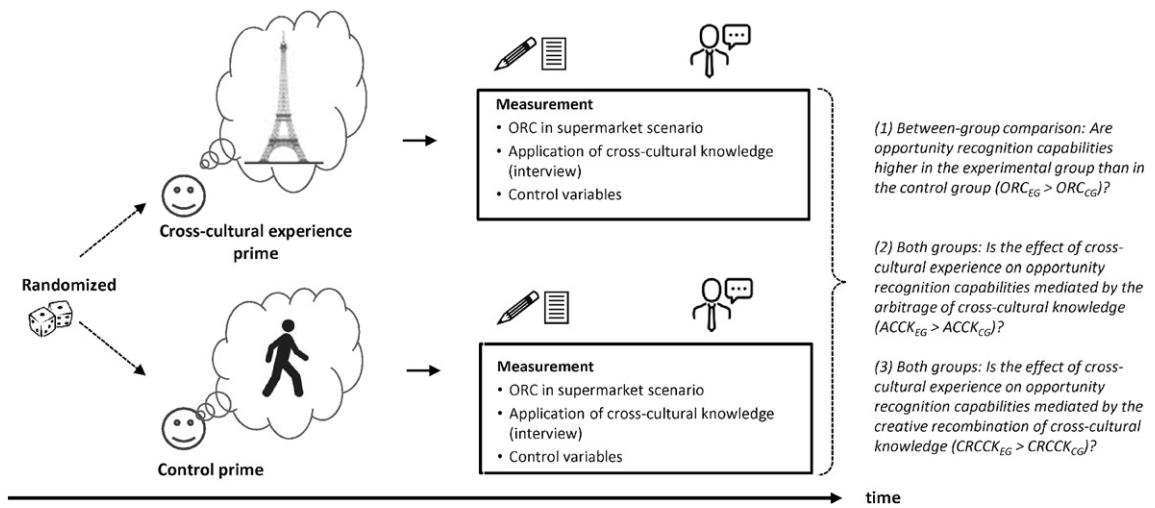 Randomized
Cross-cultural experience
prime
Control prime
Measurement
• ORC in supermarket scenario
• Application of cross-cultural knowledge
(interview)
• Control variables
Measurement
• ORC in supermarket scenario
• Application of cross-cultural knowledge
(interview)
• Control variables
(1) Between-group comparison: Are
opportunity recognition capabilities
higher in the experimental group than in
the control group (ORCEG > ORCCG)?
(2) Both groups: Is the effect of cross-
cultural experience on opportunity
recognition capabilities mediated by the
arbitrage of cross-cultural knowledge
(ACCKEG > ACCKCG)?
(3) Both groups: Is the effect of cross-
cultural experience on opportunity
recognition capabilities mediated by the
creative recombination of cross-cultural
knowledge (CRCCKEG > CRCCKCG)?
time